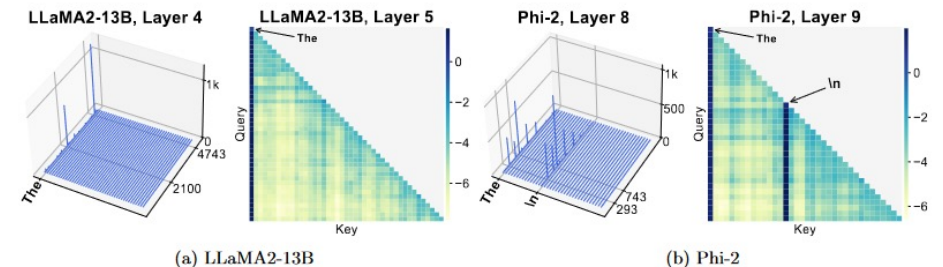 LLaMA2-13B, Layer 4
1k
0
4743
2100
The
LLaMA2-13B, Layer 5
The
Query
Key
0
−2
−4
−6
Phi-2, Layer 8
1k
500
0
743
293
The
\n
Phi-2, Layer 9
The
\n
Query
Key
0
−2
−4
−6
(a) LLaMA2-13B
(b) Phi-2